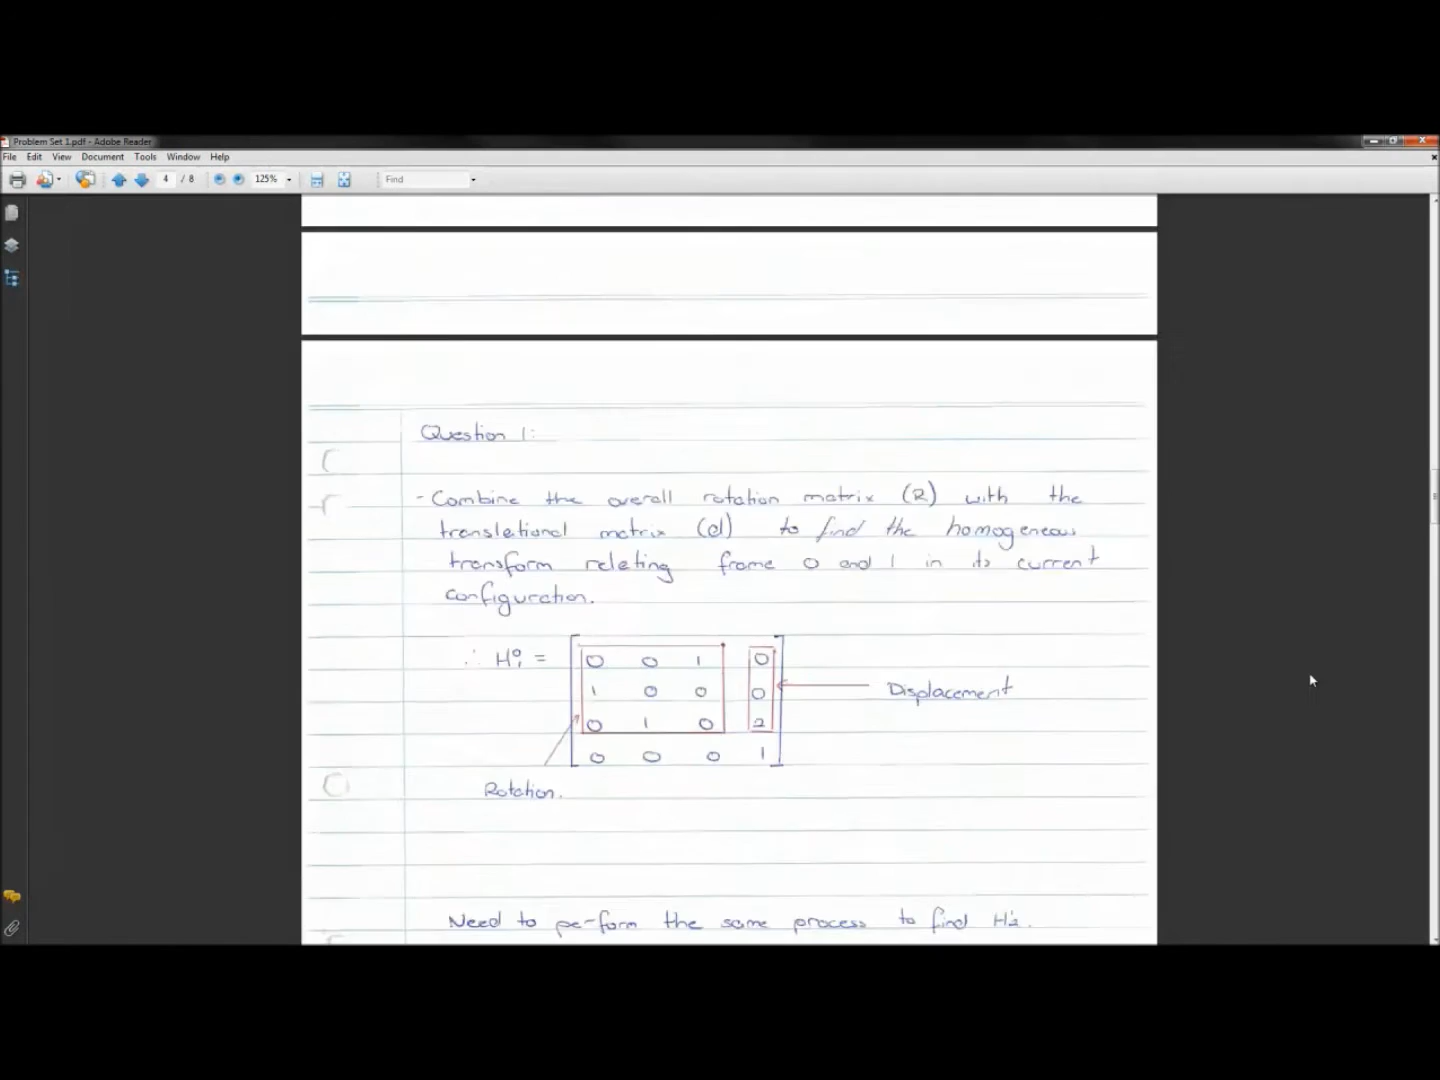 Problem Set 1.pdf - Adobe Reader
File Edit View Document Tools Window Help
4 / 8 125% Find
Question 1:
- Combine the overall rotation matrix (R) with the
translational matrix (d) to find the homogeneous
transform relating frame 0 and 1 in its current
configuration.
∴ H⁰₁ = 0 0 1 0
1 0 0 0 Displacement
0 1 0 2
0 0 0 1
Rotation.
Need to perform the same process to find H¹₂.